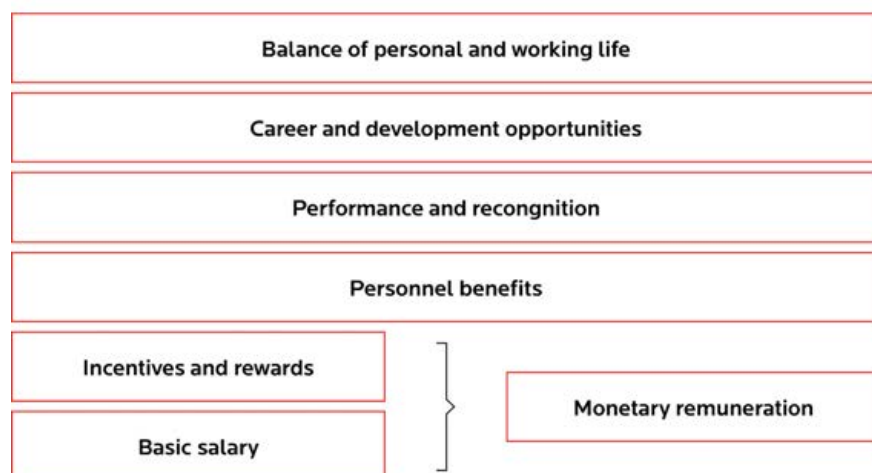 Balance of personal and working life
Career and development opportunities
Performance and recongnition
Personnel benefits
Incentives and rewards
Monetary remuneration
Basic salary